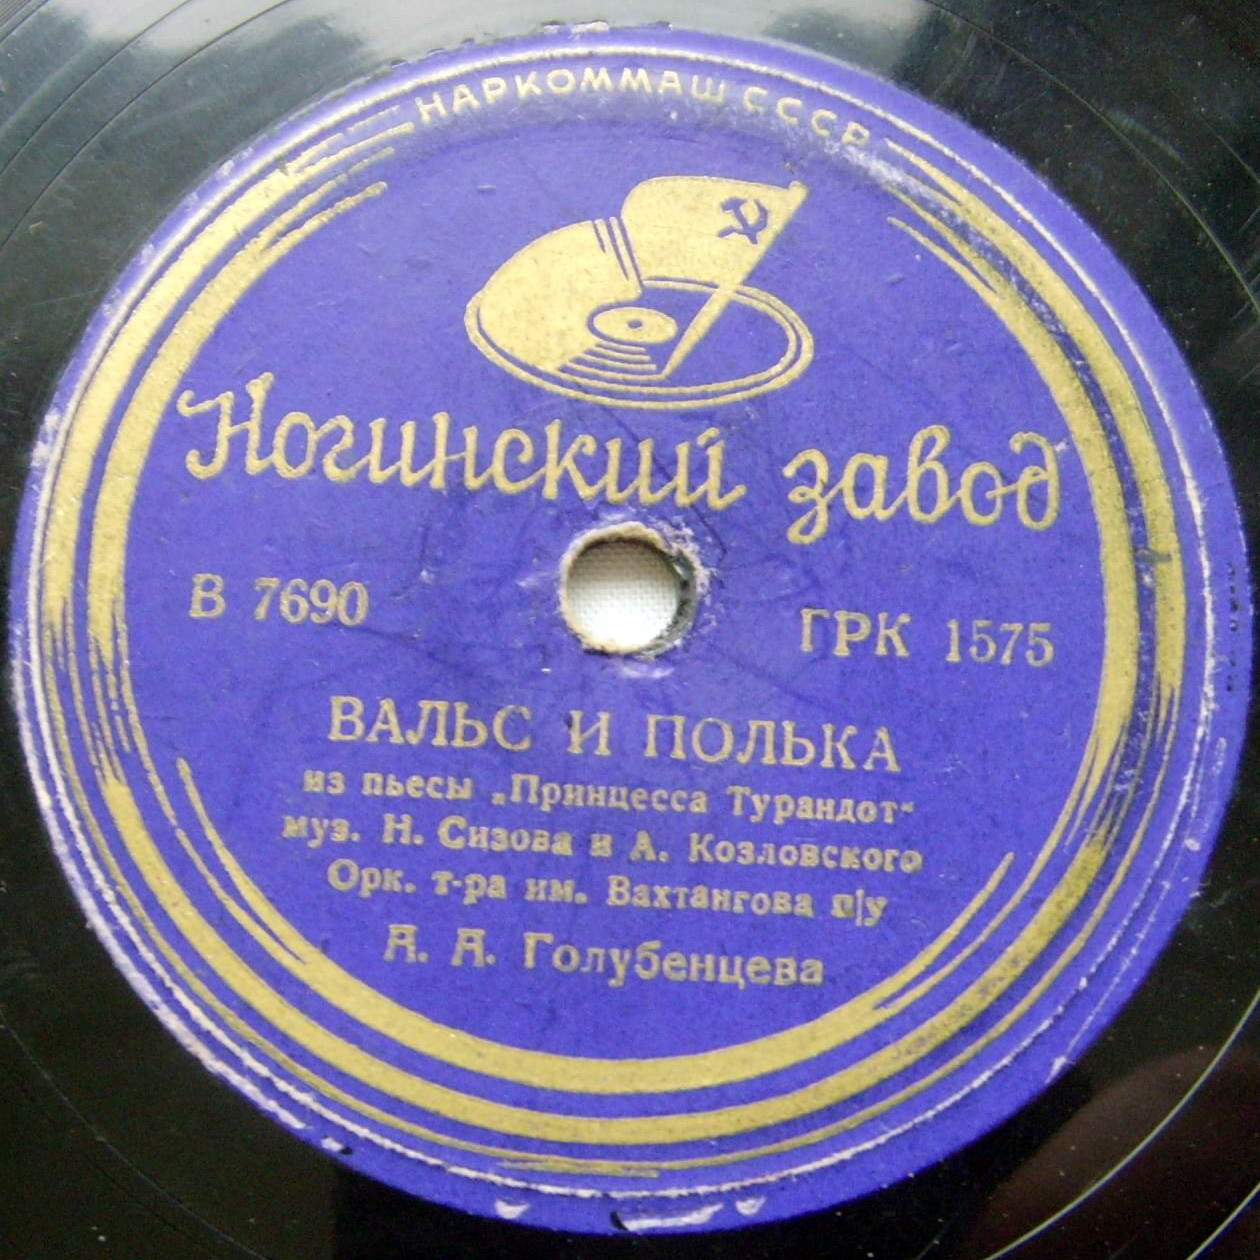 НАРКОММАШ СССР
Ногинский завод
В 7690
ГРК 1575
ВАЛЬС И ПОЛЬКА
из пьесы „Принцесса Турандот“
муз. Н. Сизова и А. Козловского
Орк. т-ра им. Вахтангова п/у
А. А. Голубенцева